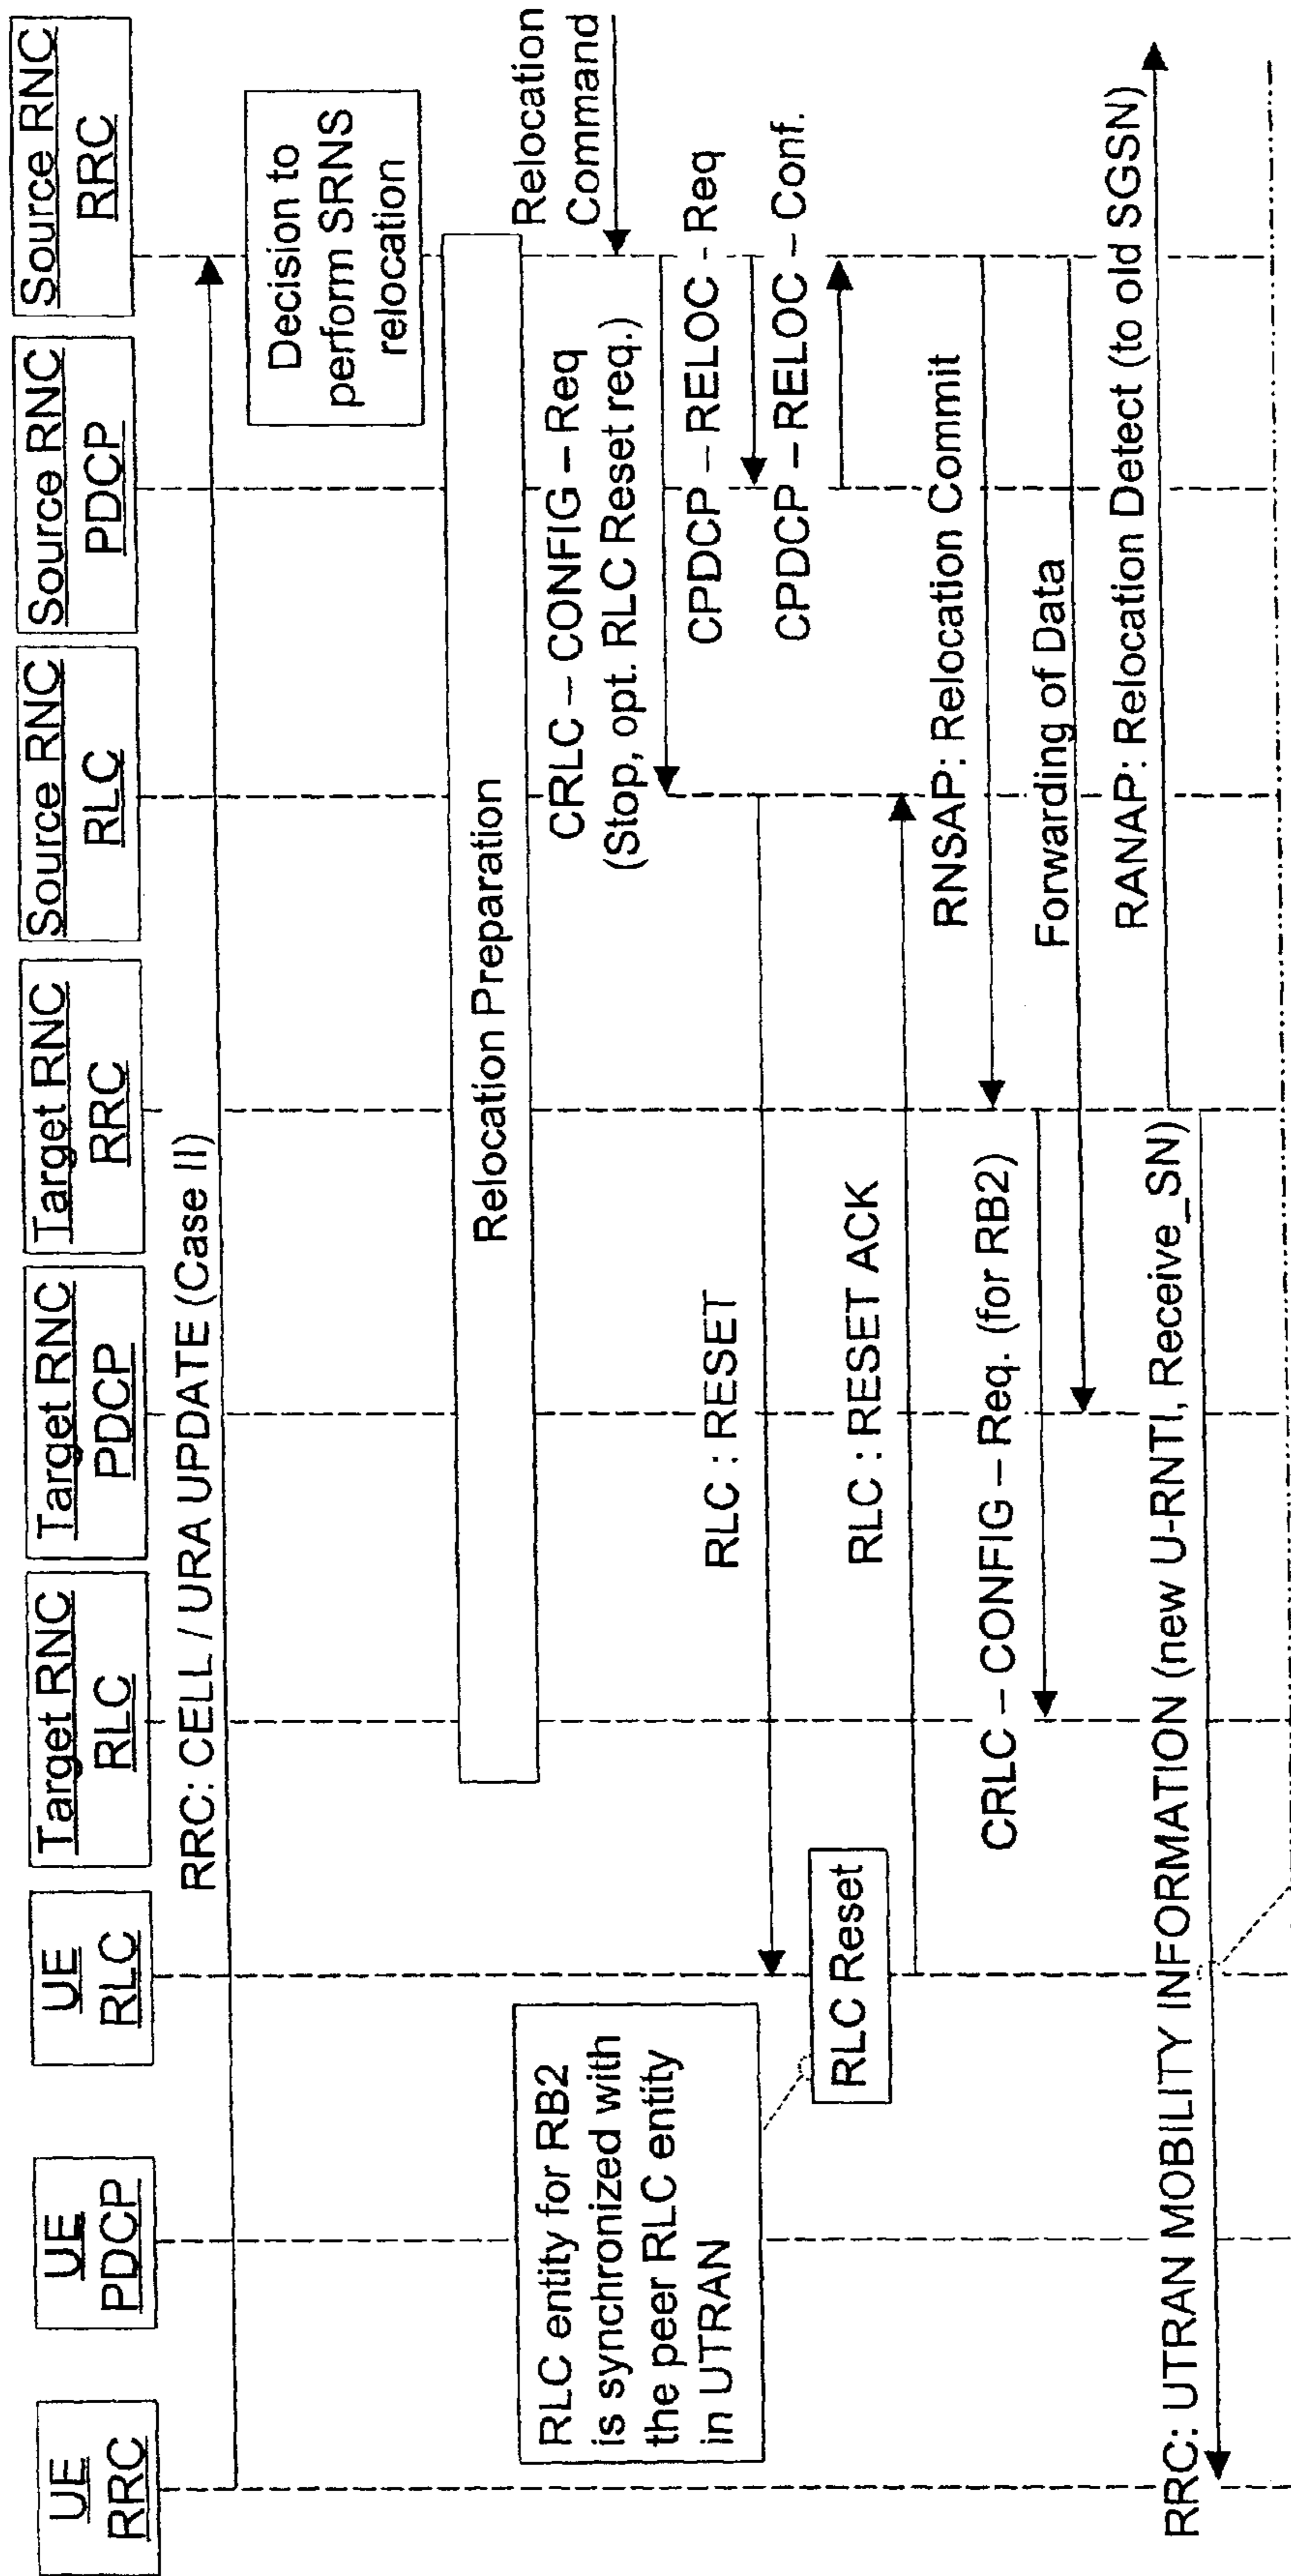 UE
RRC
UE
PDCP
UE
RLC
Target RNC
RLC
Target RNC
PDCP
Target RNC
RRC
Source RNC
RLC
Source RNC
PDCP
Source RNC
RRC
RRC: CELL / URA UPDATE (Case II)
Decision to
perform SRNS
relocation
Relocation Preparation
Relocation
Command
CRLC – CONFIG – Req
(Stop, opt. RLC Reset req.)
RLC entity for RB2
is synchronized with
the peer RLC entity
in UTRAN
CPDCP – RELOC - Req
RLC : RESET
CPDCP – RELOC – Conf.
RLC Reset
RLC : RESET ACK
RNSAP: Relocation Commit
CRLC – CONFIG – Req. (for RB2)
Forwarding of Data
RANAP: Relocation Detect (to old SGSN)
RRC: UTRAN MOBILITY INFORMATION (new U-RNTI, Receive_SN)